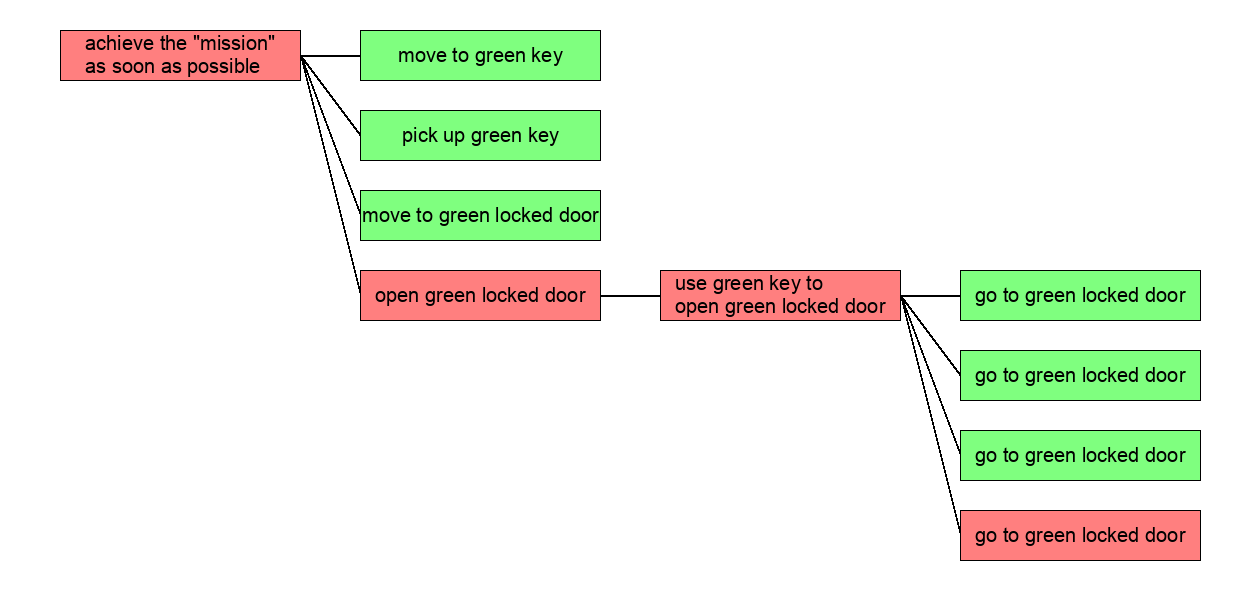 achieve the "mission"
as soon as possible
move to green key
pick up green key
move to green locked door
open green locked door
use green key to
open green locked door
go to green locked door
go to green locked door
go to green locked door
go to green locked door